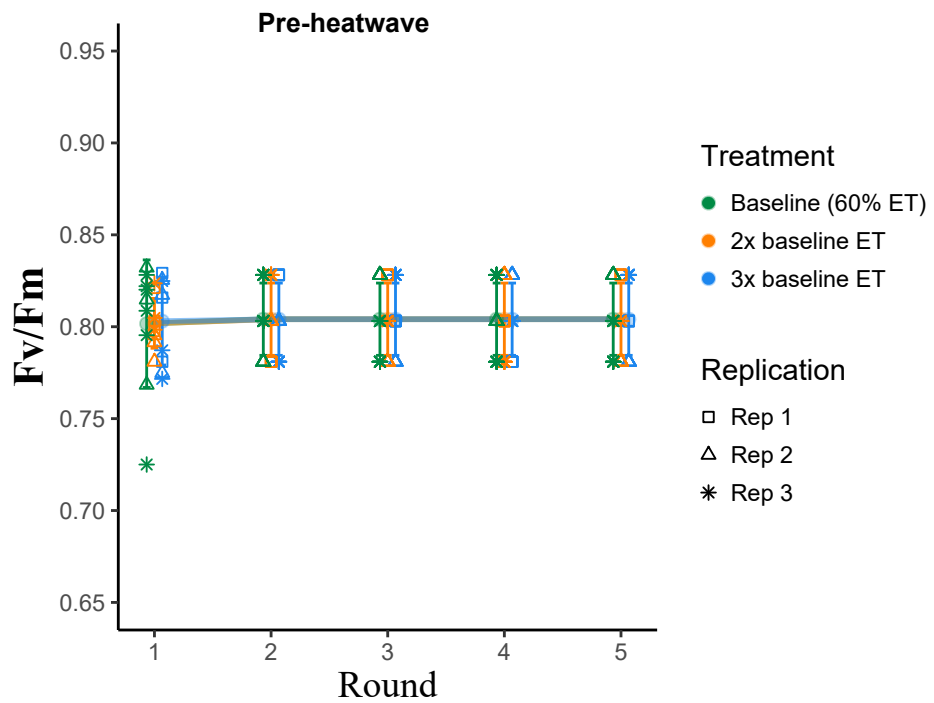 Pre-heatwave
Fv/Fm
0.95
0.90
0.85
0.80
0.75
0.70
0.65
1 2 3 4 5
Round
Treatment
Baseline (60% ET)
2x baseline ET
3x baseline ET
Replication
Rep 1
Rep 2
Rep 3